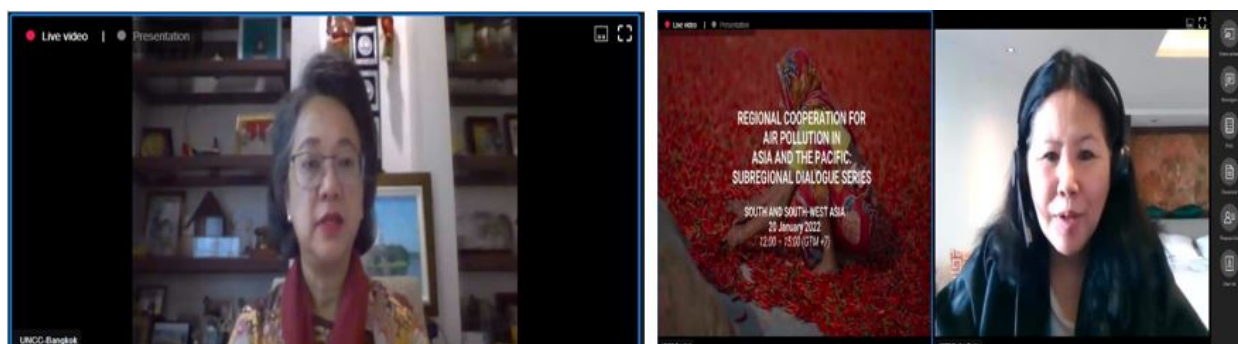 Live video | Presentation
UNCC-Bangkok
Live video | Presentation
REGIONAL COOPERATION FOR
AIR POLLUTION IN
ASIA AND THE PACIFIC:
SUBREGIONAL DIALOGUE SERIES
SOUTH AND SOUTH-WEST ASIA
20 January 2022
12:00 - 15:00 (GTM +7)